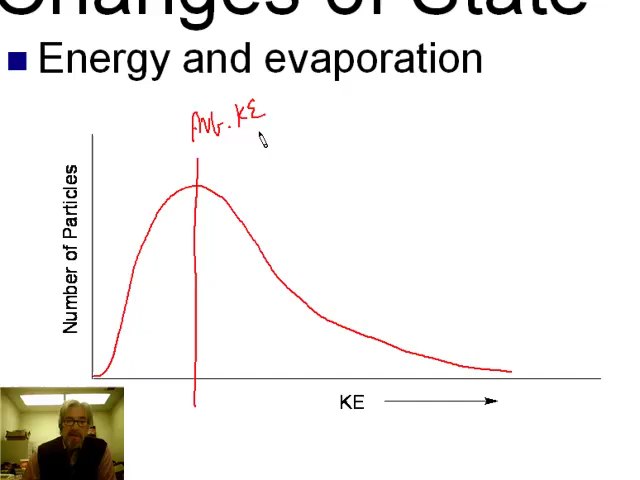 Changes of State
Energy and evaporation
Avg. KE
Number of Particles
KE